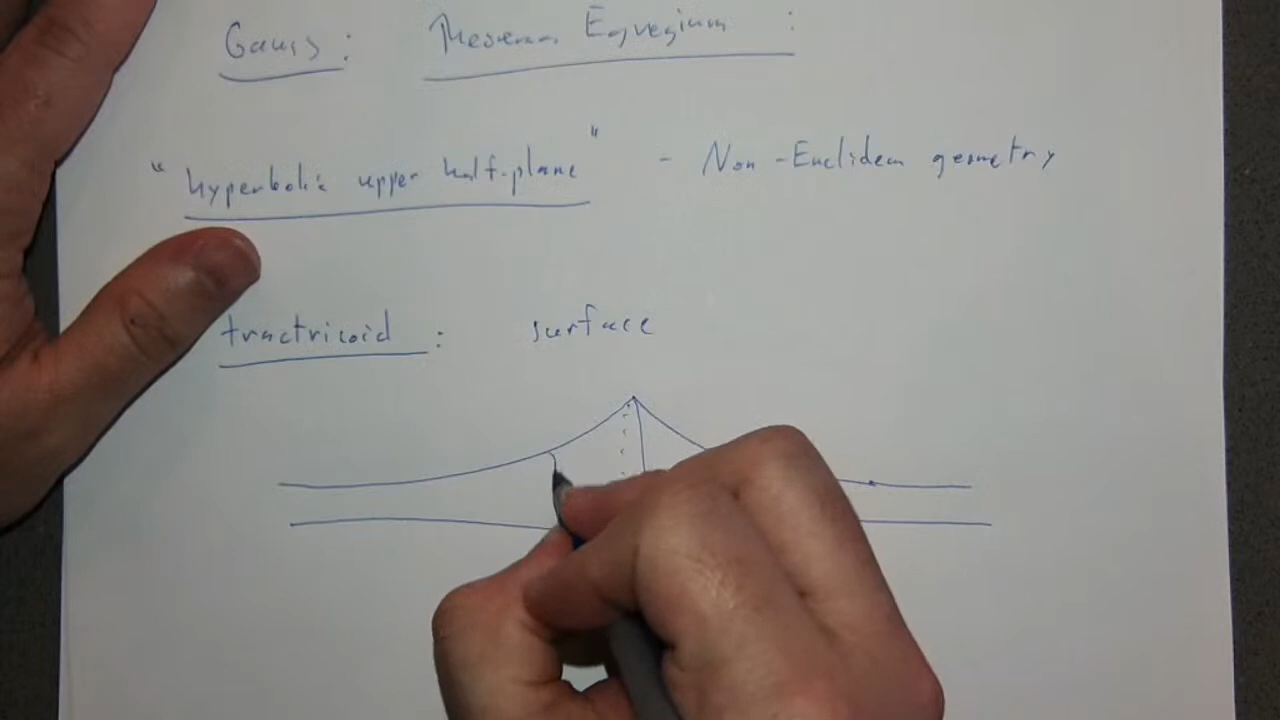 Gauss: Theorema Egregium :
"hyperbolic upper half-plane" - Non-Euclidean geometry
tractricoid : surface